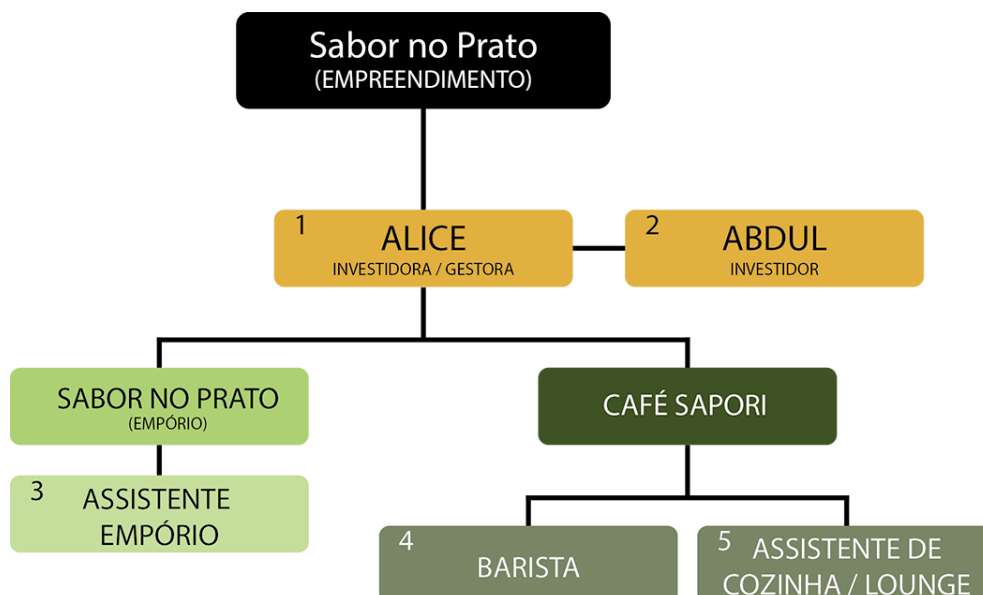 Sabor no Prato
(EMPREENDIMENTO)
1
ALICE
INVESTIDORA / GESTORA
2
ABDUL
INVESTIDOR
SABOR NO PRATO
(EMPÓRIO)
CAFÉ SAPORI
3
ASSISTENTE
EMPÓRIO
4
BARISTA
5
ASSISTENTE DE
COZINHA / LOUNGE